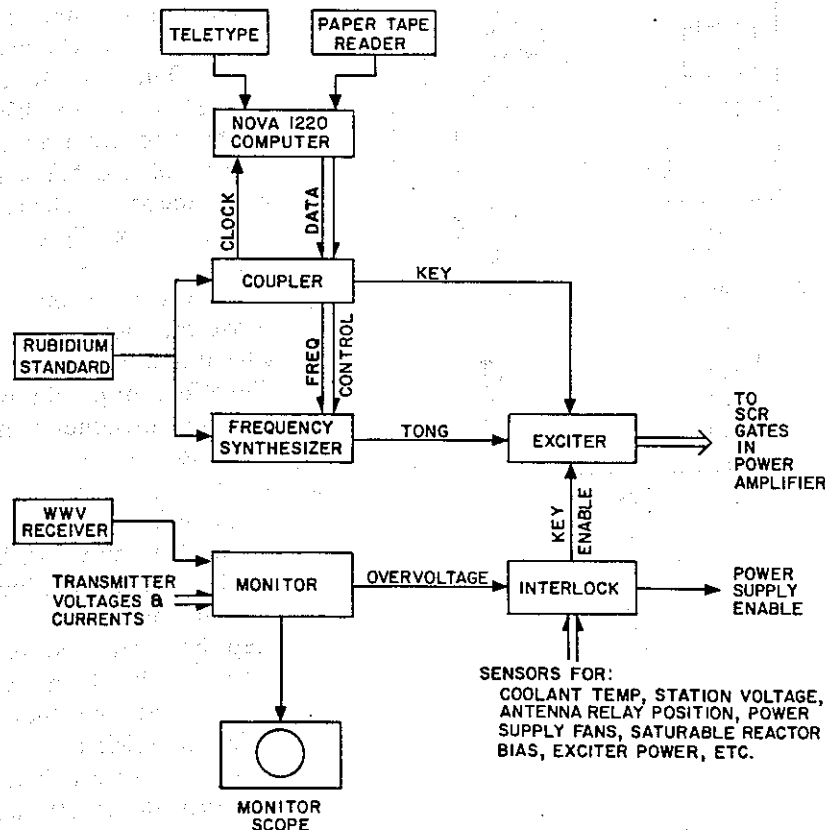 TELETYPE
PAPER TAPE
READER
NOVA 1220
COMPUTER
CLOCK
DATA
COUPLER
KEY
RUBIDIUM
STANDARD
FREQ
CONTROL
FREQUENCY
SYNTHESIZER
TONG
EXCITER
TO
SCR
GATES
IN
POWER
AMPLIFIER
WWV
RECEIVER
KEY
ENABLE
TRANSMITTER
VOLTAGES &
CURRENTS
MONITOR
OVERVOLTAGE
INTERLOCK
POWER
SUPPLY
ENABLE
SENSORS FOR:
COOLANT TEMP, STATION VOLTAGE,
ANTENNA RELAY POSITION, POWER
SUPPLY FANS, SATURABLE REACTOR
BIAS, EXCITER POWER, ETC.
MONITOR
SCOPE